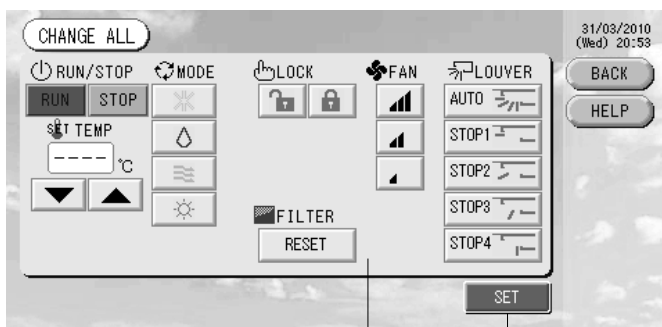 CHANGE ALL
31/03/2010
(Wed) 20:53
RUN/STOP
MODE
LOCK
FAN
LOUVER
BACK
RUN STOP
AUTO
HELP
SET TEMP
STOP1
----°C
STOP2
STOP3
FILTER
RESET
STOP4
SET